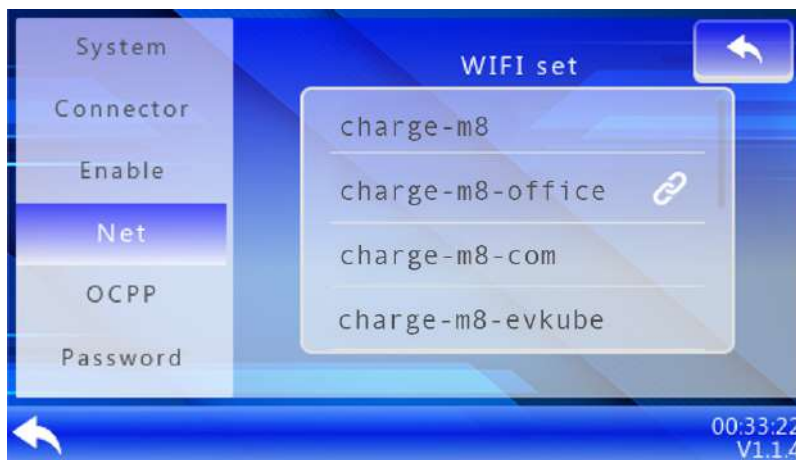 System
Connector
Enable
Net
OCPP
Password
WIFI set
charge-m8
charge-m8-office
charge-m8-com
charge-m8-evkube
00:33:22
V1.1.4